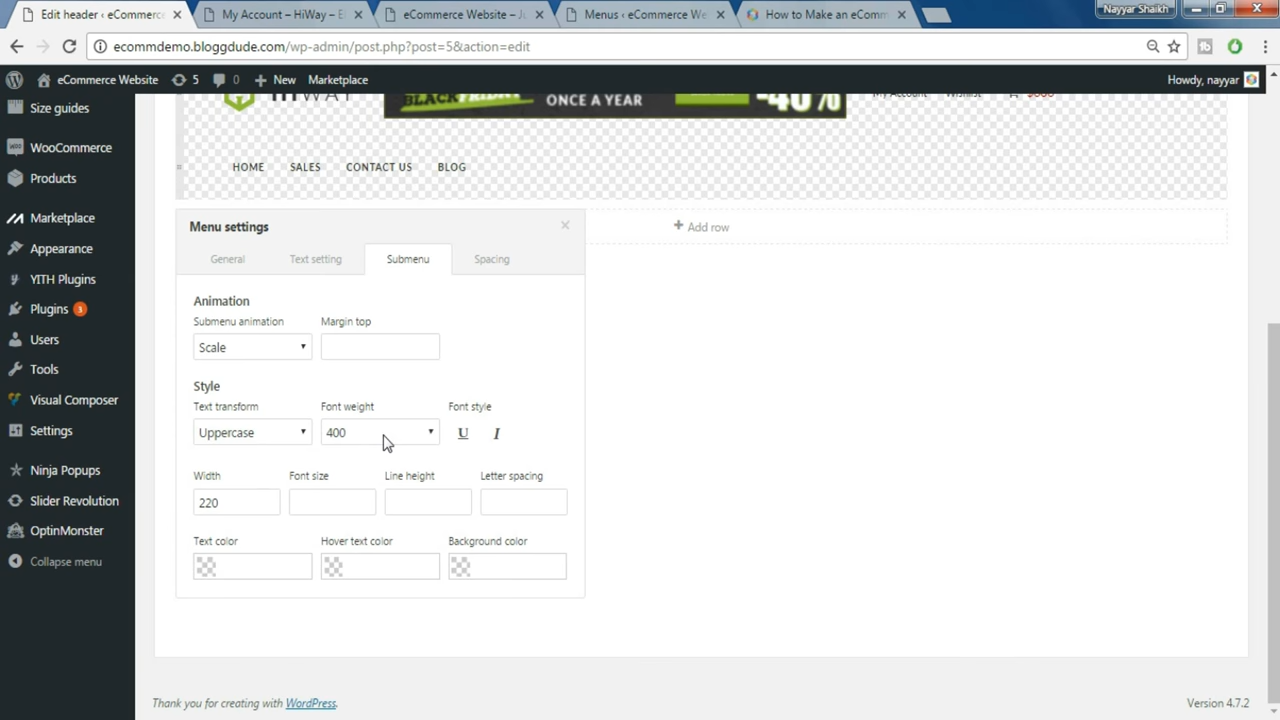 Edit header ‹ eCommerce
My Account – HiWay – E
eCommerce Website – Ju
Menus ‹ eCommerce We
How to Make an eComm
Nayyar Shaikh
ecommdemo.bloggdude.com/wp-admin/post.php?post=5&action=edit
eCommerce Website
5
0
New
Marketplace
Howdy, nayyar
Size guides
WooCommerce
Products
Marketplace
Appearance
YITH Plugins
Plugins 3
Users
Tools
Visual Composer
Settings
Ninja Popups
Slider Revolution
OptinMonster
Collapse menu
HiWAY
BLACKFRIDAY
ONCE A YEAR
-40%
My Account
Wishlist
HOME
SALES
CONTACT US
BLOG
Menu settings
Add row
General
Text setting
Submenu
Spacing
Animation
Submenu animation
Margin top
Scale
Style
Text transform
Font weight
Font style
Uppercase
400
U
I
Width
Font size
Line height
Letter spacing
220
Text color
Hover text color
Background color
Thank you for creating with WordPress.
Version 4.7.2